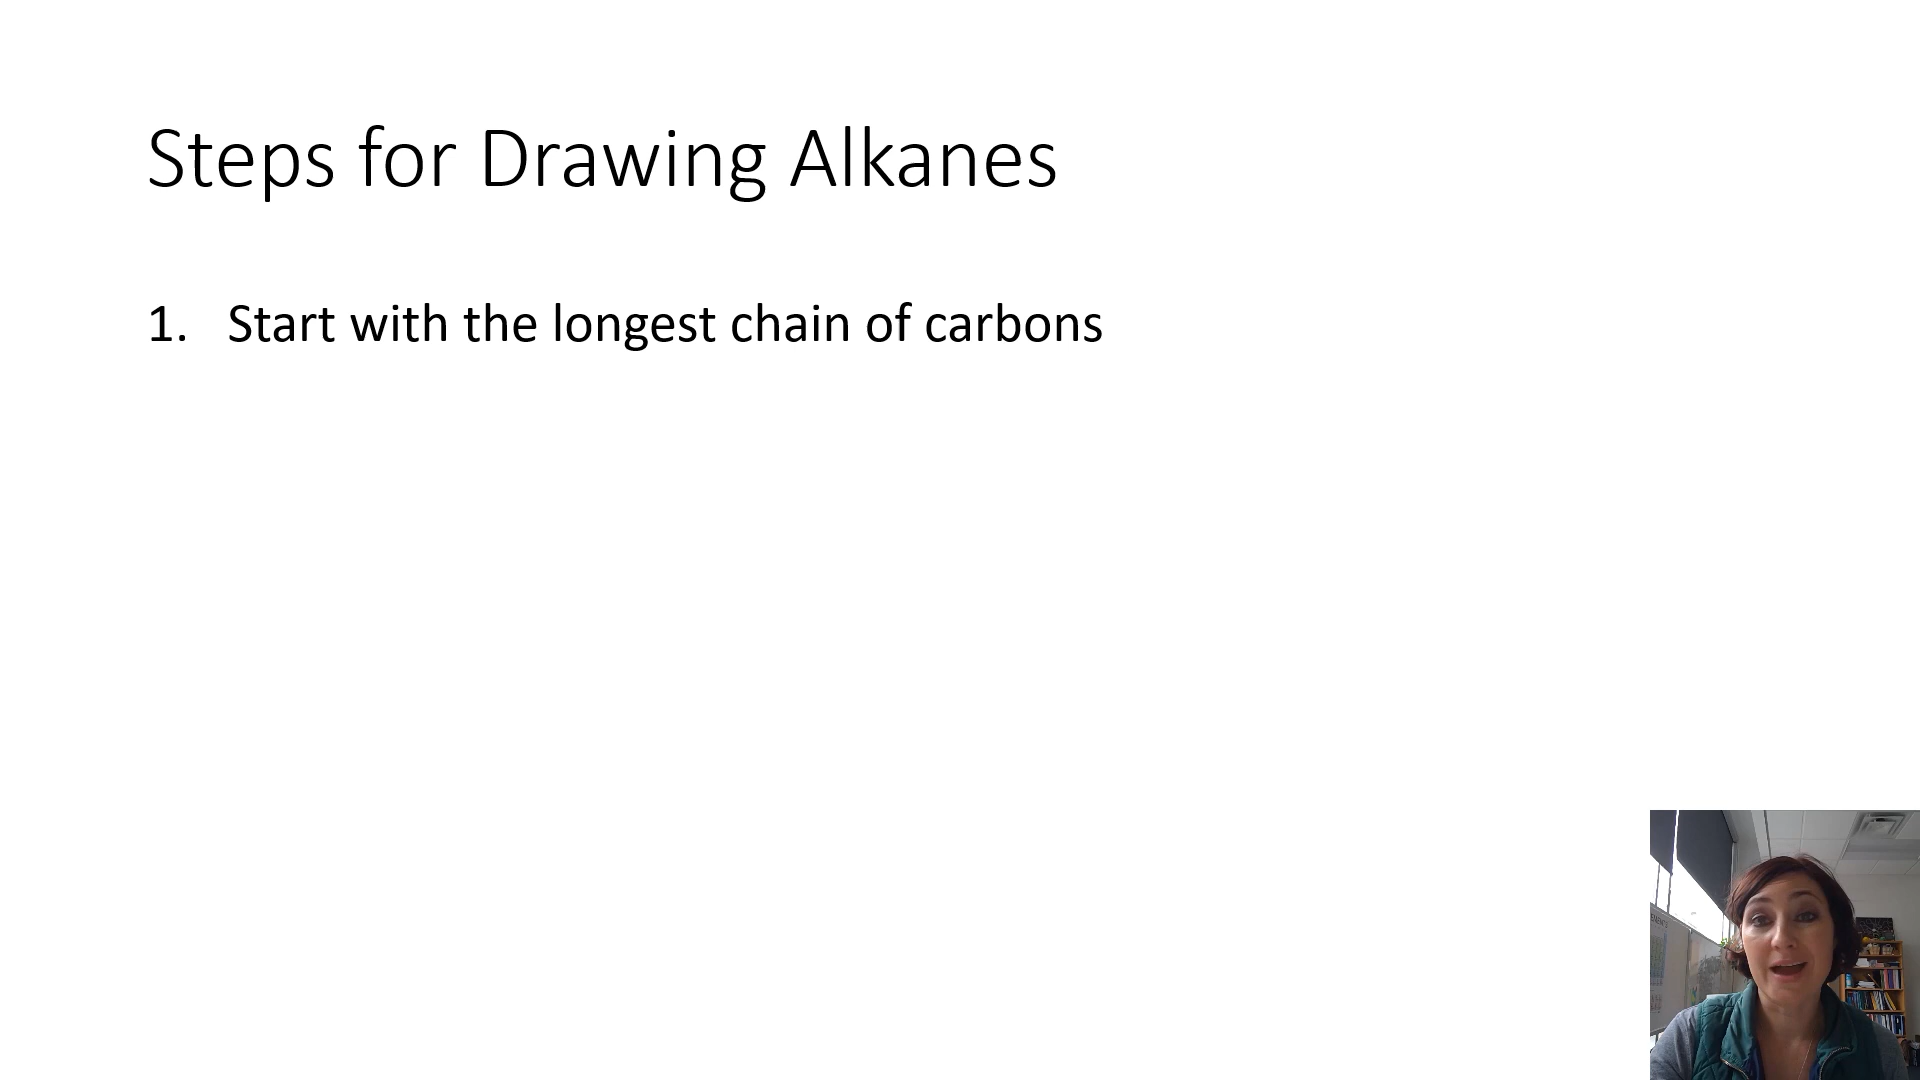 Steps for Drawing Alkanes
1. Start with the longest chain of carbons